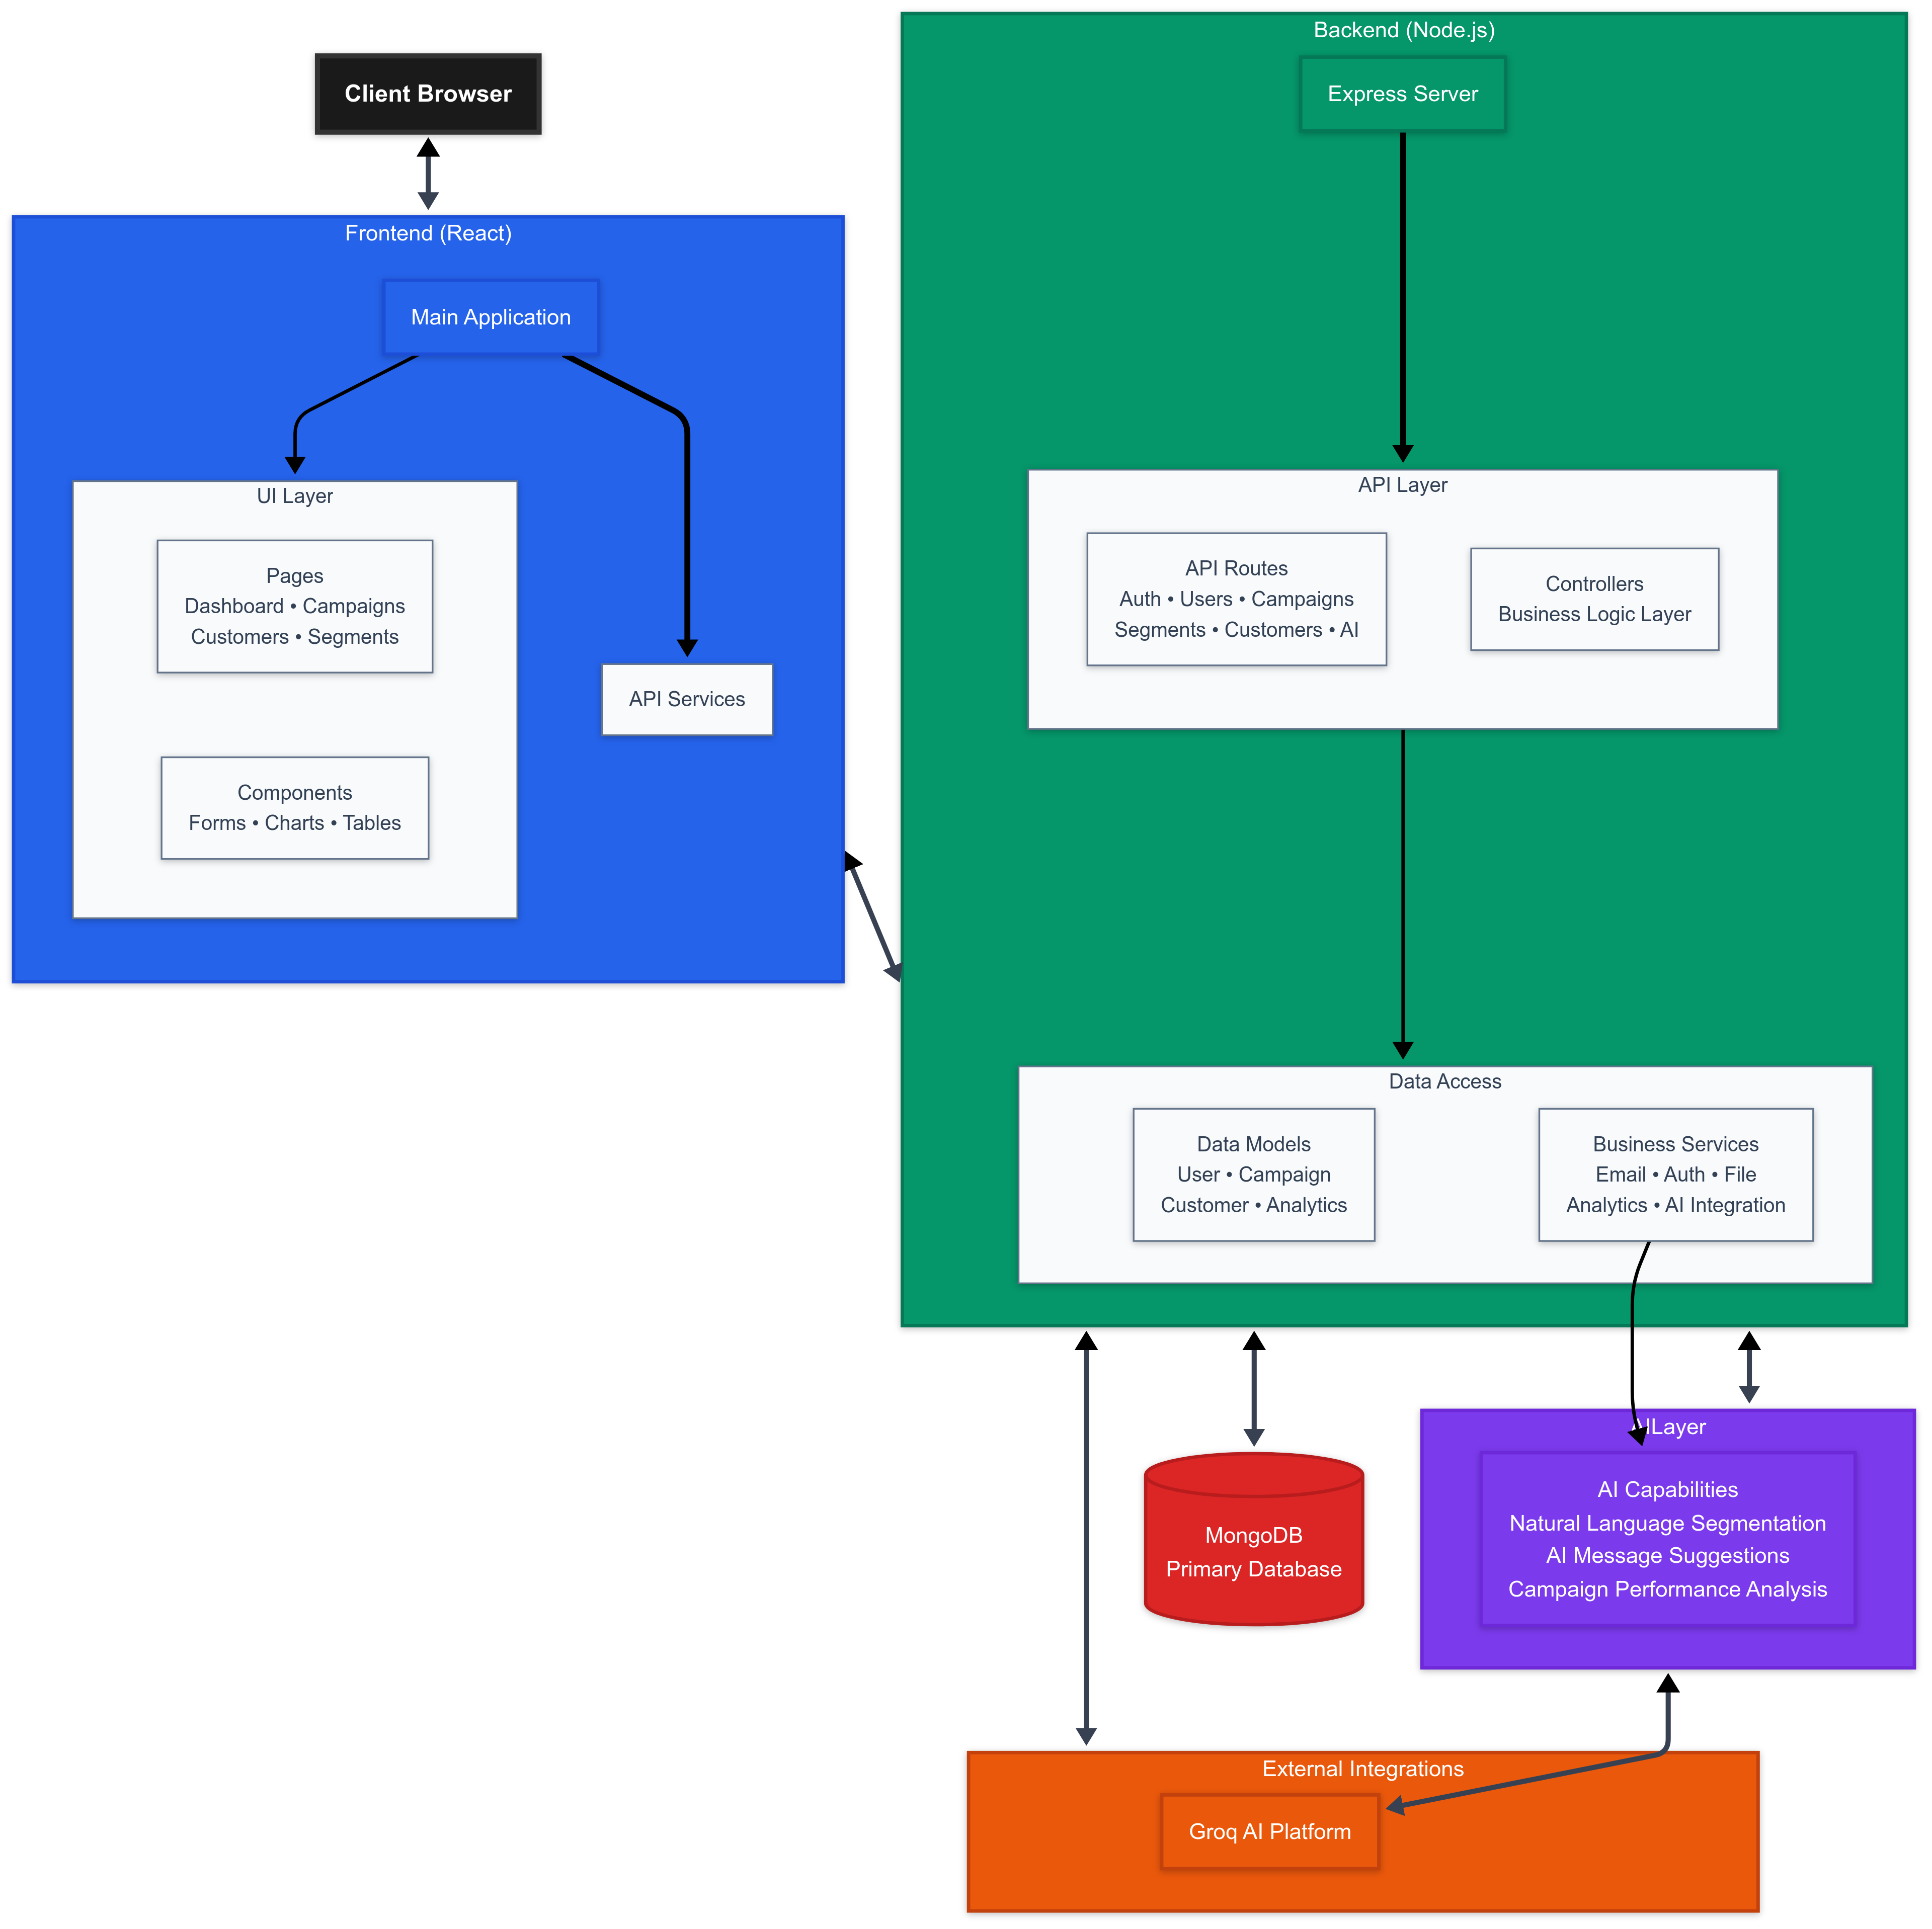 Client Browser
Frontend (React)
Main Application
UI Layer
Pages
Dashboard • Campaigns
Customers • Segments
Components
Forms • Charts • Tables
API Services
Backend (Node.js)
Express Server
API Layer
API Routes
Auth • Users • Campaigns
Segments • Customers • AI
Controllers
Business Logic Layer
Data Access
Data Models
User • Campaign
Customer • Analytics
Business Services
Email • Auth • File
Analytics • AI Integration
MongoDB
Primary Database
AILayer
AI Capabilities
Natural Language Segmentation
AI Message Suggestions
Campaign Performance Analysis
External Integrations
Groq AI Platform